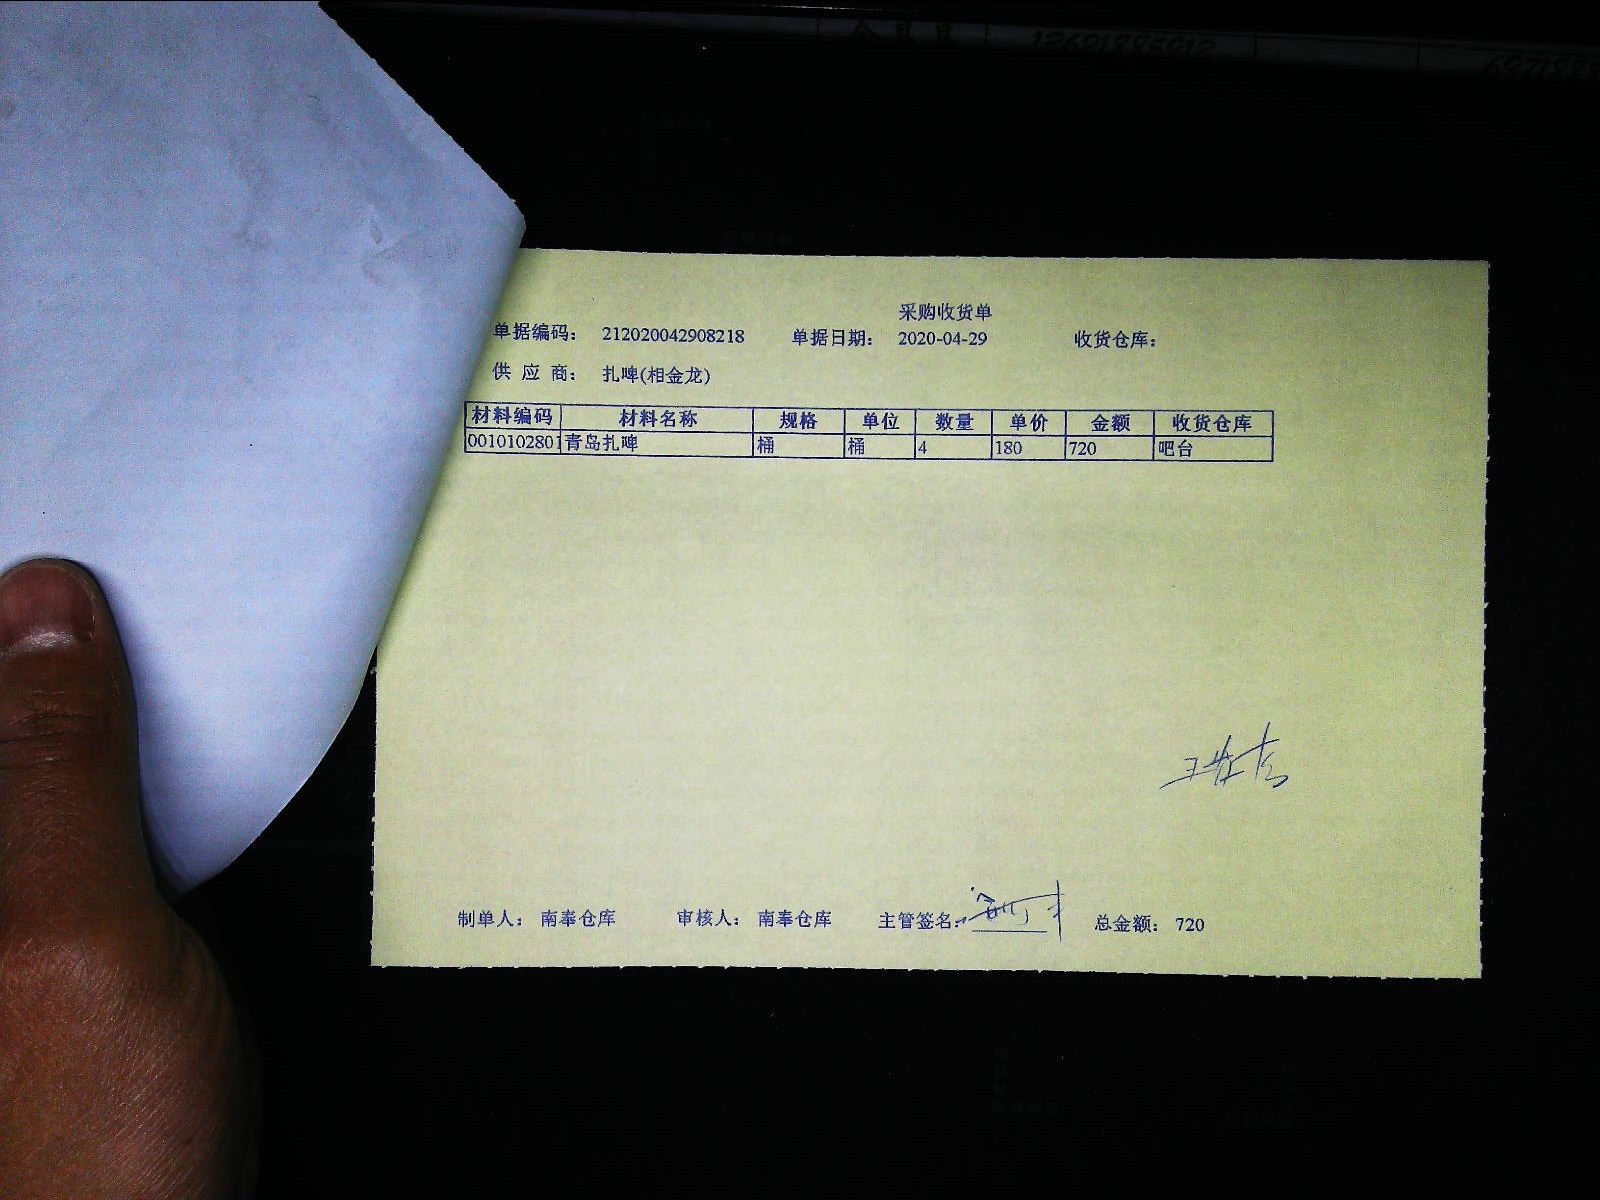 采购收货单
单据编码： 212020042908218 单据日期： 2020-04-29 收货仓库：
供 应 商： 扎啤(相金龙)
材料编码 材料名称 规格 单位 数量 单价 金额 收货仓库
0010102801 青岛扎啤 桶 桶 4 180 720 吧台
制单人： 南奉仓库 审核人： 南奉仓库 主管签名： 总金额： 720